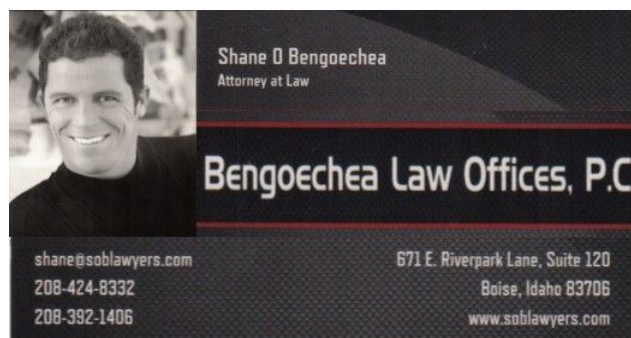 Shane O Bengoechea
Attorney at Law
Bengoechea Law Offices, P.C
shane@soblawyers.com
208-424-8332
208-392-1406
671 E. Riverpark Lane, Suite 120
Boise, Idaho 83706
www.soblawyers.com